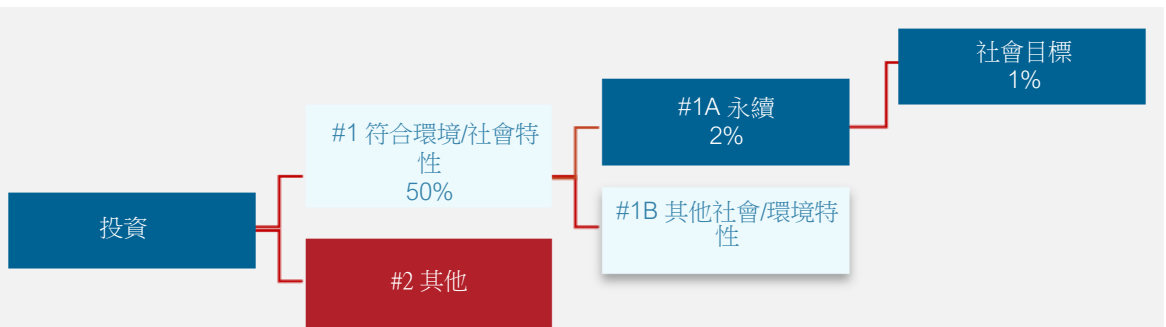 社會目標
1%
#1A 永續
2%
#1 符合環境/社會特
性
50%
#1B 其他社會/環境特
性
投資
#2 其他